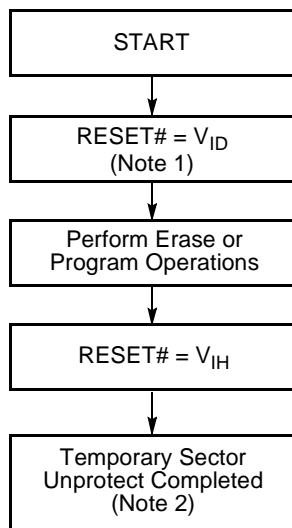 START
RESET# = VID
(Note 1)
Perform Erase or
Program Operations
RESET# = VIH
Temporary Sector
Unprotect Completed
(Note 2)